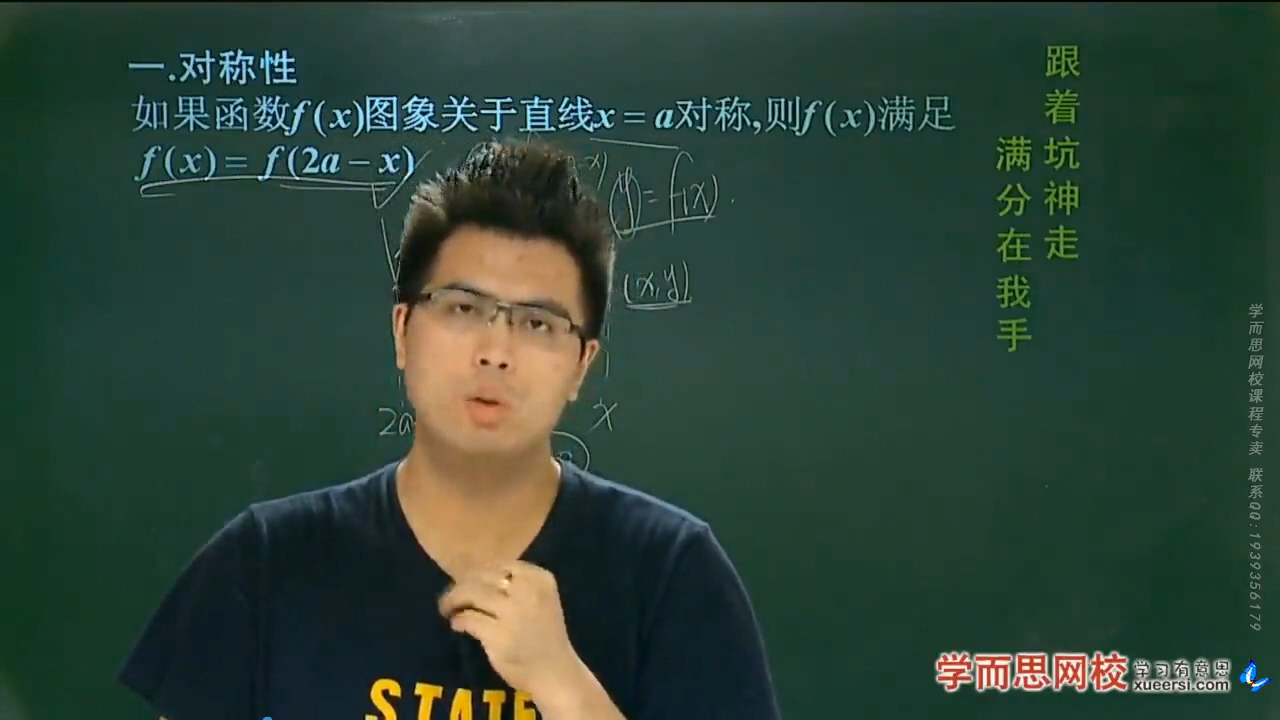 一.对称性
如果函数f(x)图象关于直线x=a对称,则f(x)满足
f(x)=f(2a-x)
y=f(x).
(x,y)
2a
x
跟着坑神走
满分在我手
学而思网校课程专卖 联系QQ:1939356179
学而思网校 学习有意思
xueersi.com
STATE